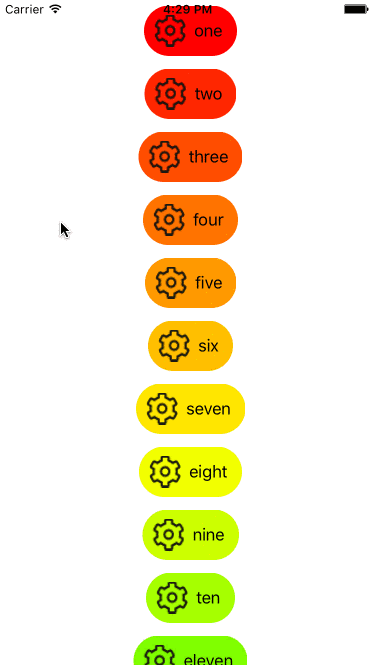 Carrier 4:29 PM
one
two
three
four
five
six
seven
eight
nine
ten
eleven